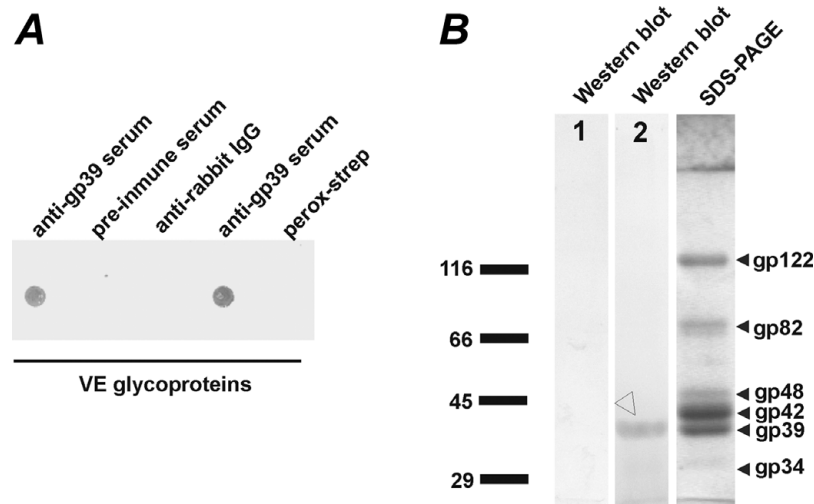 A
anti-gp39 serum
pre-inmune serum
anti-rabbit IgG
anti-gp39 serum
perox-strep
VE glycoproteins
B
Western blot
Western blot
SDS-PAGE
1
2
116
66
45
29
gp122
gp82
gp48
gp42
gp39
gp34